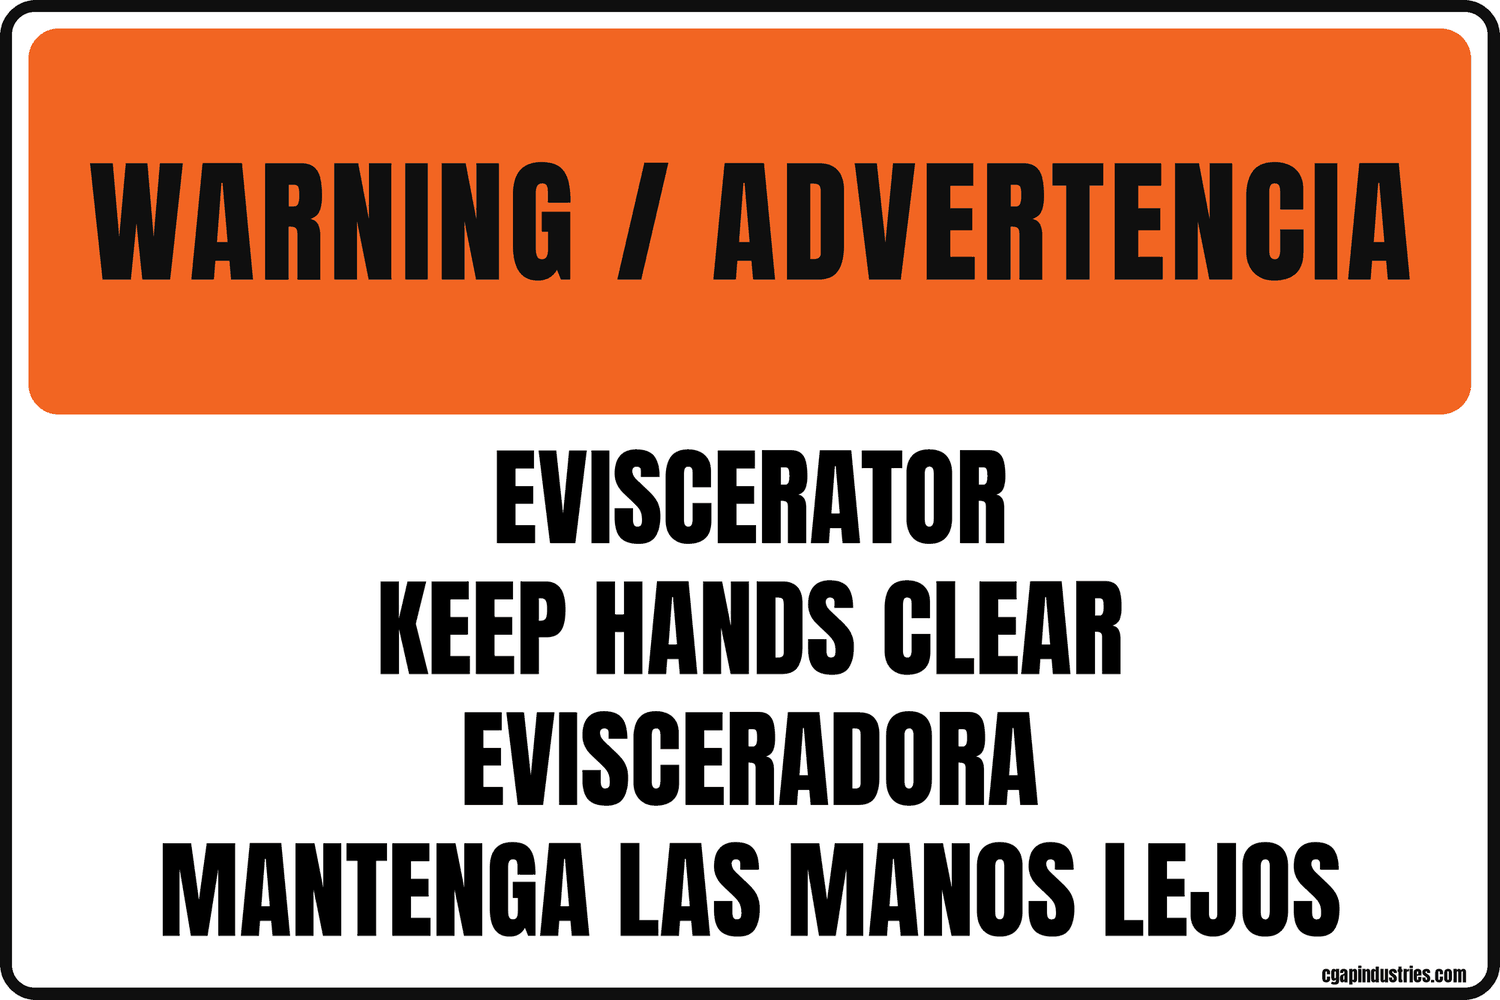 WARNING / ADVERTENCIA
EVISCERATOR
KEEP HANDS CLEAR
EVISCERADORA
MANTENGA LAS MANOS LEJOS
cgapindustries.com